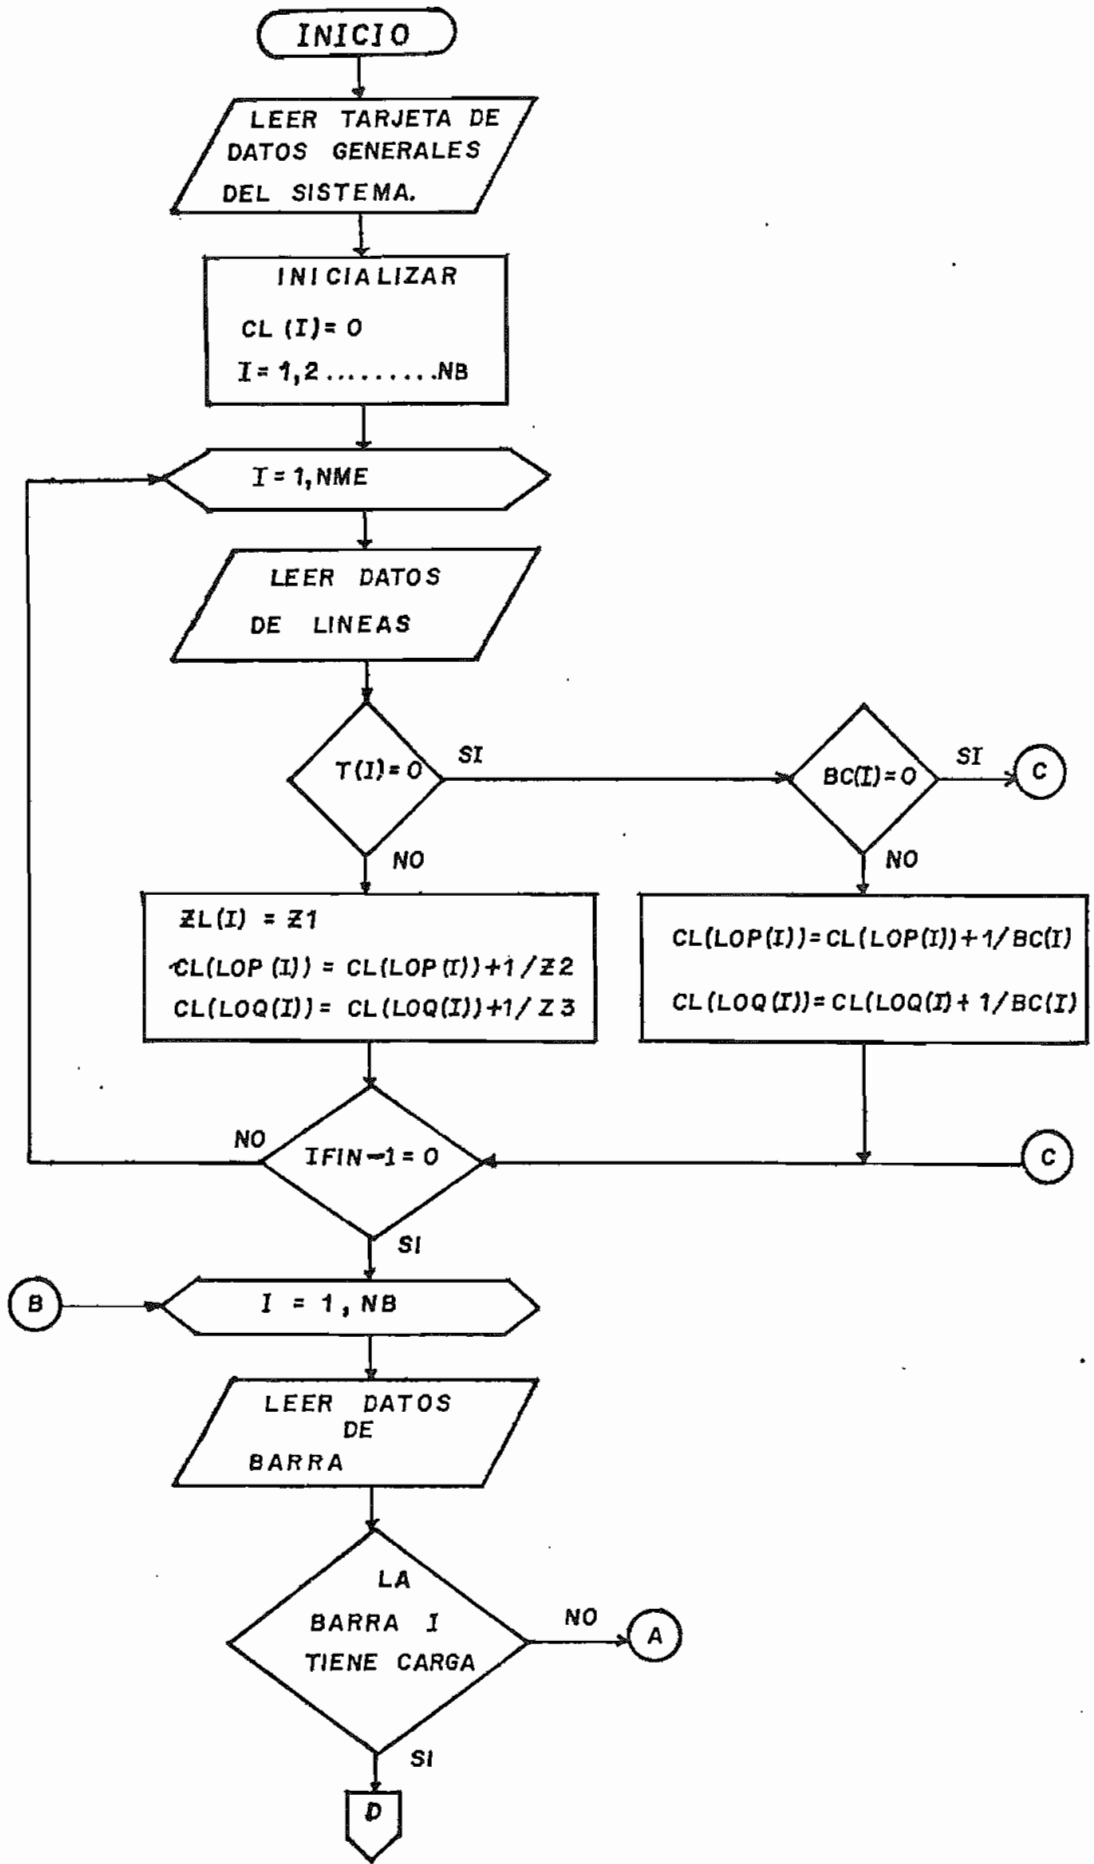 INICIO
LEER TARJETA DE
DATOS GENERALES
DEL SISTEMA.
INICIALIZAR
CL (I)= 0
I = 1,2.........NB
I = 1,NME
LEER DATOS
DE LINEAS
T(I)=0
SI
BC(I)=0
SI
C
NO
NO
ZL(I) = Z1
CL(LOP(I)) = CL(LOP(I))+1/Z2
CL(LOQ(I))= CL(LOQ(I))+1/Z3
CL(LOP(I))=CL(LOP(I))+1/BC(I)
CL(LOQ(I))=CL(LOQ(I)+1/BC(I)
NO
IFIN-1=0
C
SI
B
I = 1, NB
LEER DATOS
DE
BARRA
LA
BARRA I
TIENE CARGA
NO
A
SI
D